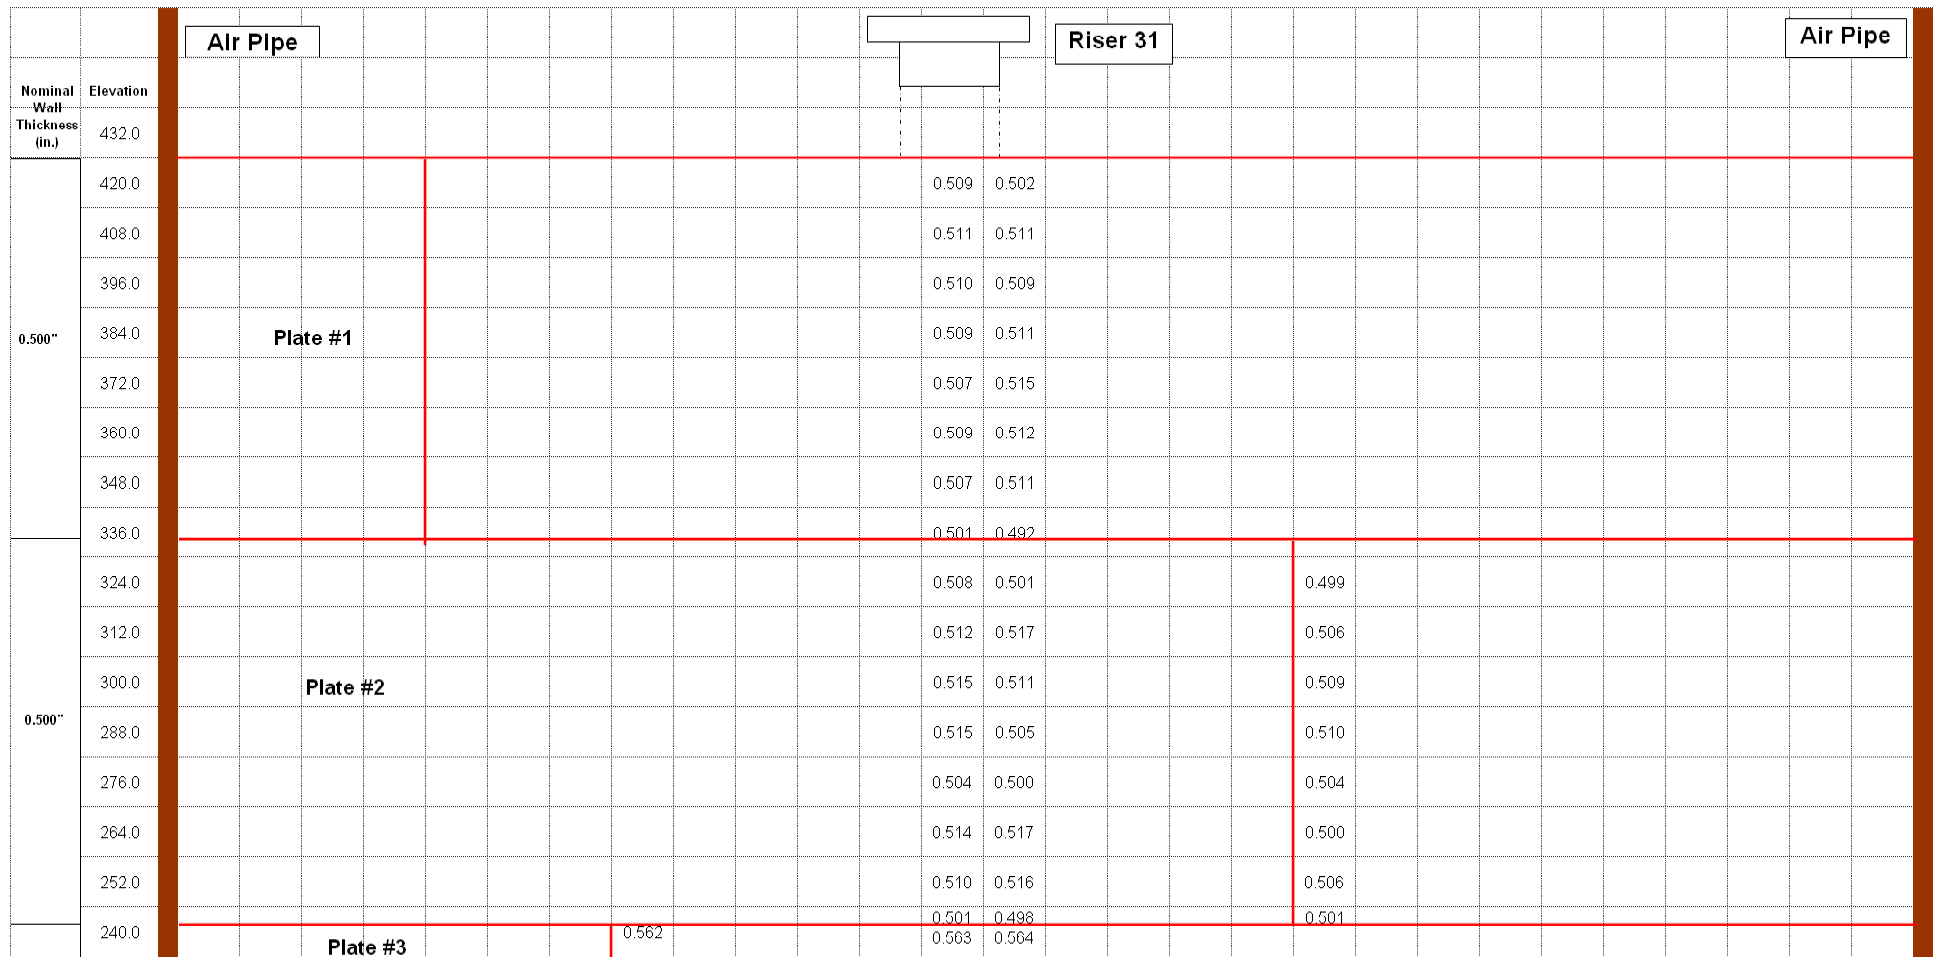 Air Pipe
Riser 31
Air Pipe
Nominal Wall Thickness (in.)
Elevation
432.0
420.0 0.509 0.502
408.0 0.511 0.511
396.0 0.510 0.509
0.500" 384.0 Plate #1 0.509 0.511
372.0 0.507 0.515
360.0 0.509 0.512
348.0 0.507 0.511
336.0 0.501 0.492
324.0 0.508 0.501 0.499
312.0 0.512 0.517 0.506
300.0 Plate #2 0.515 0.511 0.509
0.500" 288.0 0.515 0.505 0.510
276.0 0.504 0.500 0.504
264.0 0.514 0.517 0.500
252.0 0.510 0.516 0.506
0.501 0.498 0.501
240.0 0.562 0.563 0.564
Plate #3